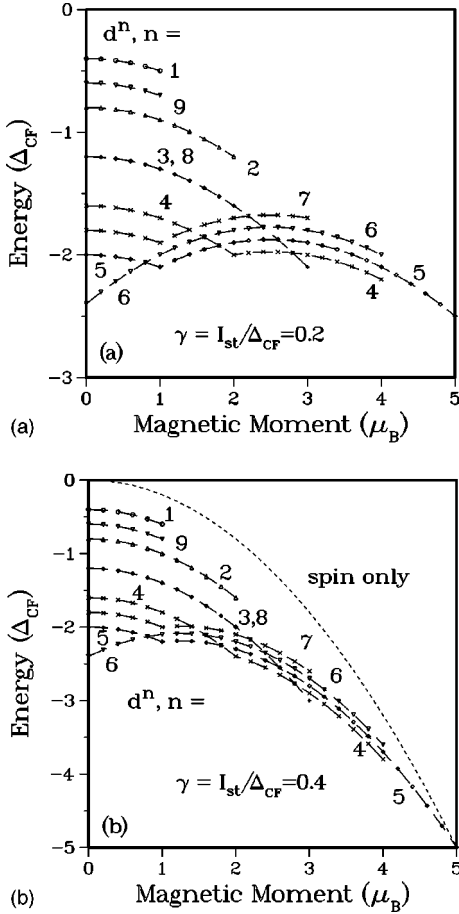 (a)
0
dⁿ, n =
1
9
-1
2
3, 8
4
7
6
-2
5
6
5
4
γ = I_st/Δ_CF=0.2
(a)
-3
0 1 2 3 4 5
Energy (Δ_CF)
Magnetic Moment (μ_B)
(a)
0
1
9
-1
2
spin only
4
3,8
-2
5
7
6
6
dⁿ, n =
-3
4
5
γ = I_st/Δ_CF=0.4
-4
(b)
-5
0 1 2 3 4 5
Energy (Δ_CF)
Magnetic Moment (μ_B)
(b)